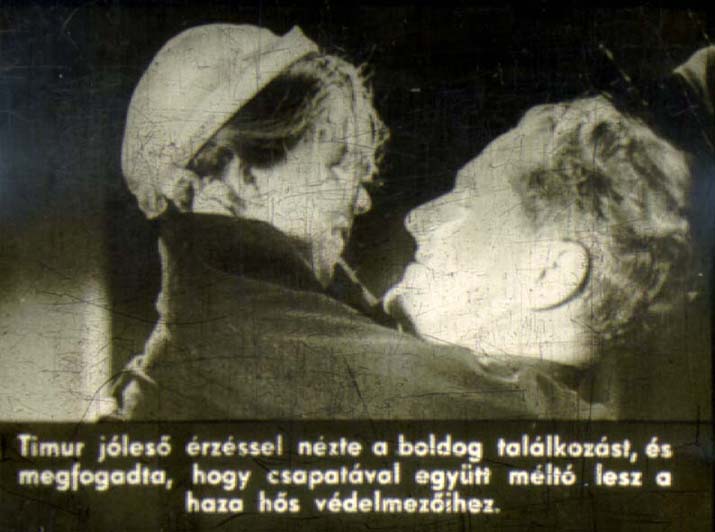 Timur jóleső érzéssel nézte a boldog találkozást, és
megfogadta, hogy csapatával együtt méltó lesz a
haza hős védelmezőihez.